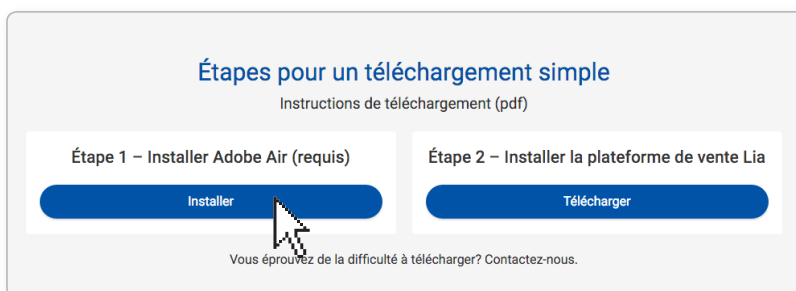 Étapes pour un téléchargement simple
Instructions de téléchargement (pdf)
Étape 1 – Installer Adobe Air (requis)
Installer
Étape 2 – Installer la plateforme de vente Lia
Télécharger
Vous éprouvez de la difficulté à télécharger? Contactez-nous.